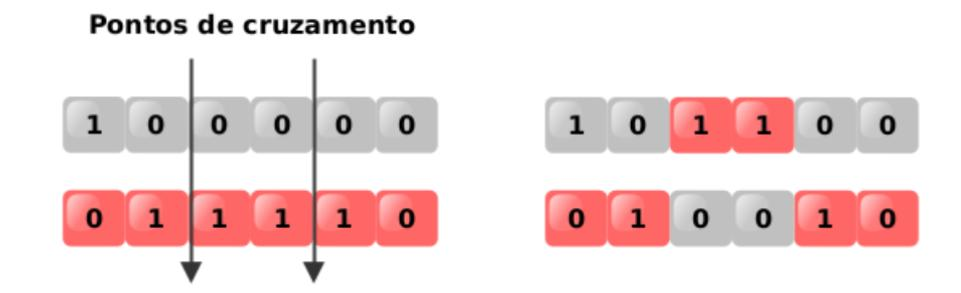 Pontos de cruzamento
1 0 0 0 0 0 1 0 1 1 0 0
0 1 1 1 1 0 0 1 0 0 1 0